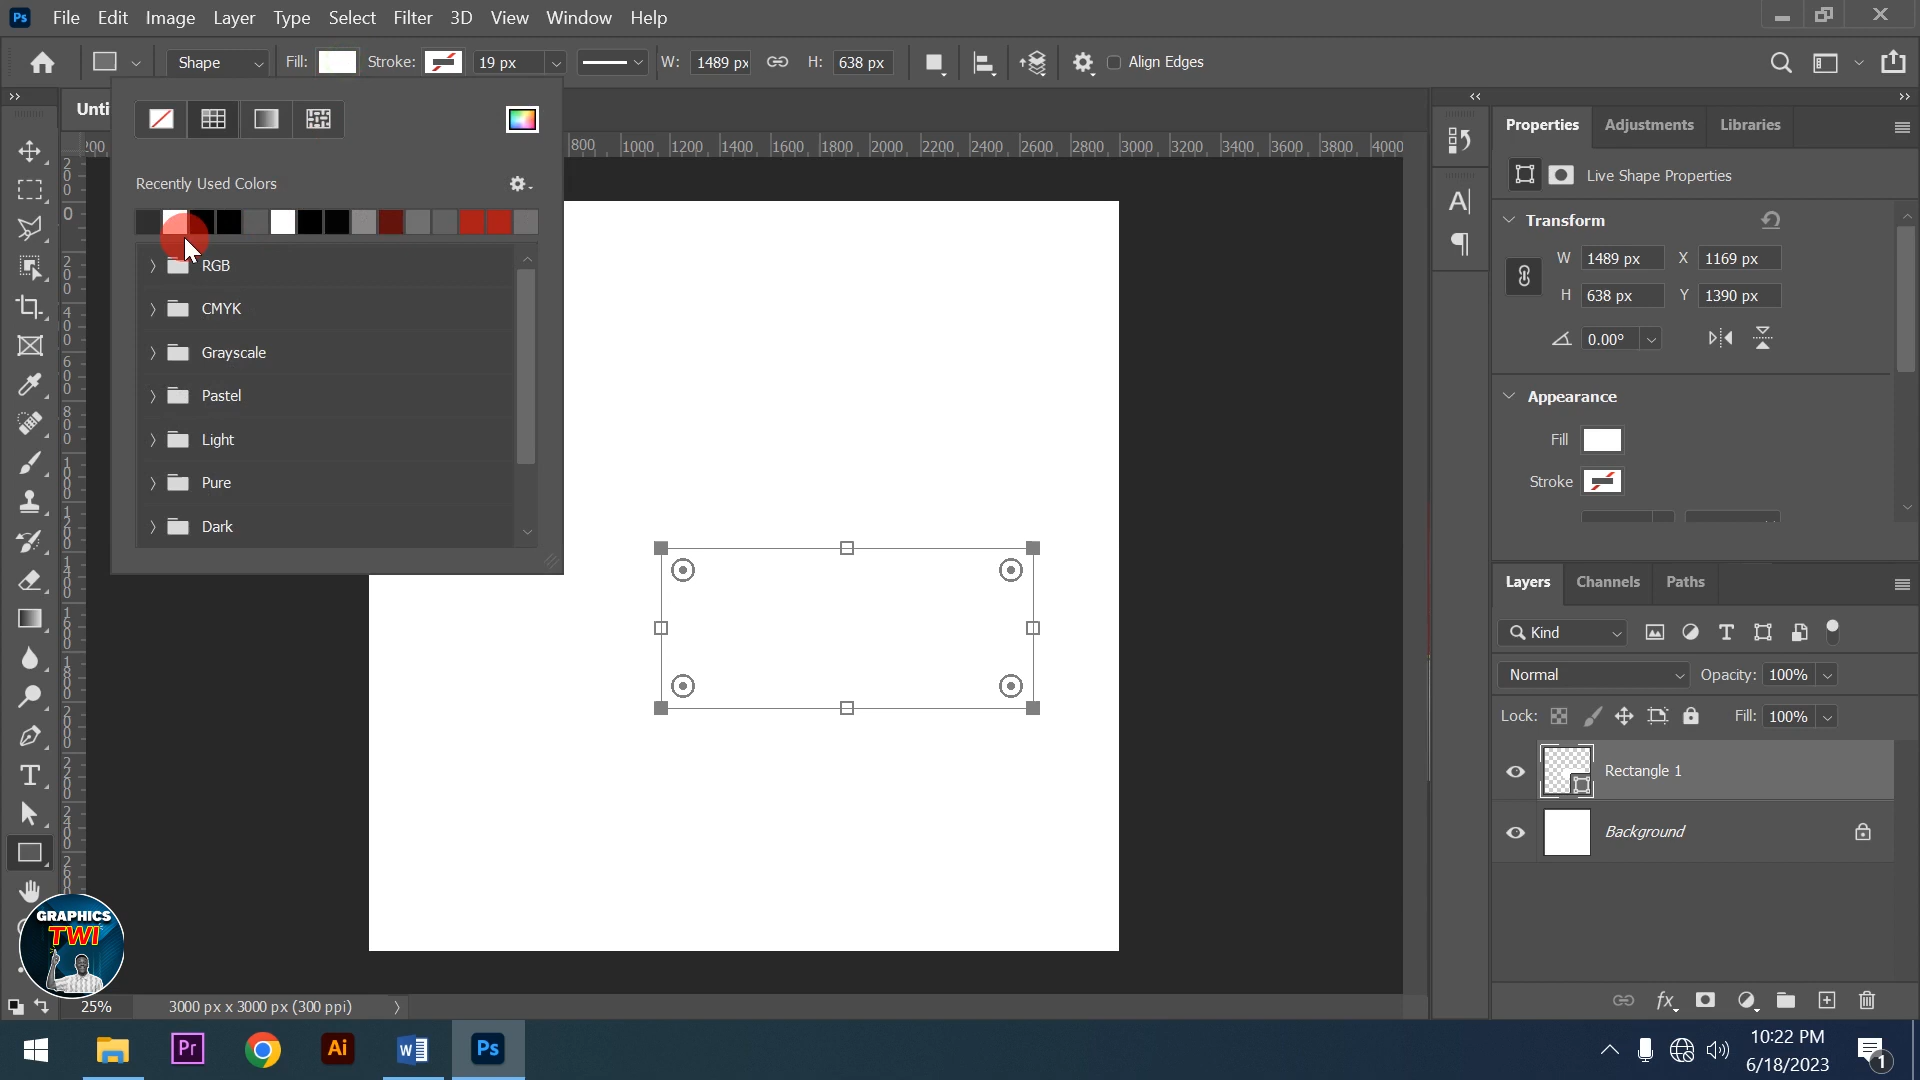 Ps File Edit Image Layer Type Select Filter 3D View Window Help
Shape Fill: Stroke: 19 px W: 1489 px H: 638 px Align Edges
Unti
Recently Used Colors
RGB
CMYK
Grayscale
Pastel
Light
Pure
Dark
800 1000 1200 1400 1600 1800 2000 2200 2400 2600 2800 3000 3200 3400 3600 3800 4000
Properties Adjustments Libraries
Live Shape Properties
Transform
W 1489 px X 1169 px
H 638 px Y 1390 px
0.00°
Appearance
Fill
Stroke
Layers Channels Paths
Kind
Normal Opacity: 100%
Lock: Fill: 100%
Rectangle 1
Background
GRAPHICS
TWI
25% 3000 px x 3000 px (300 ppi)
Pr Ai W Ps
10:22 PM
6/18/2023
1